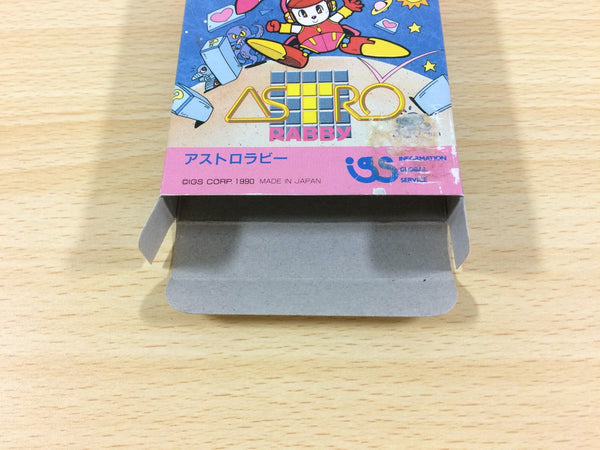 ASTRO
RABBY
アストロラビー
©IGS CORP. 1990 MADE IN JAPAN
igs
INFORMATION
GLOBAL
SERVICE